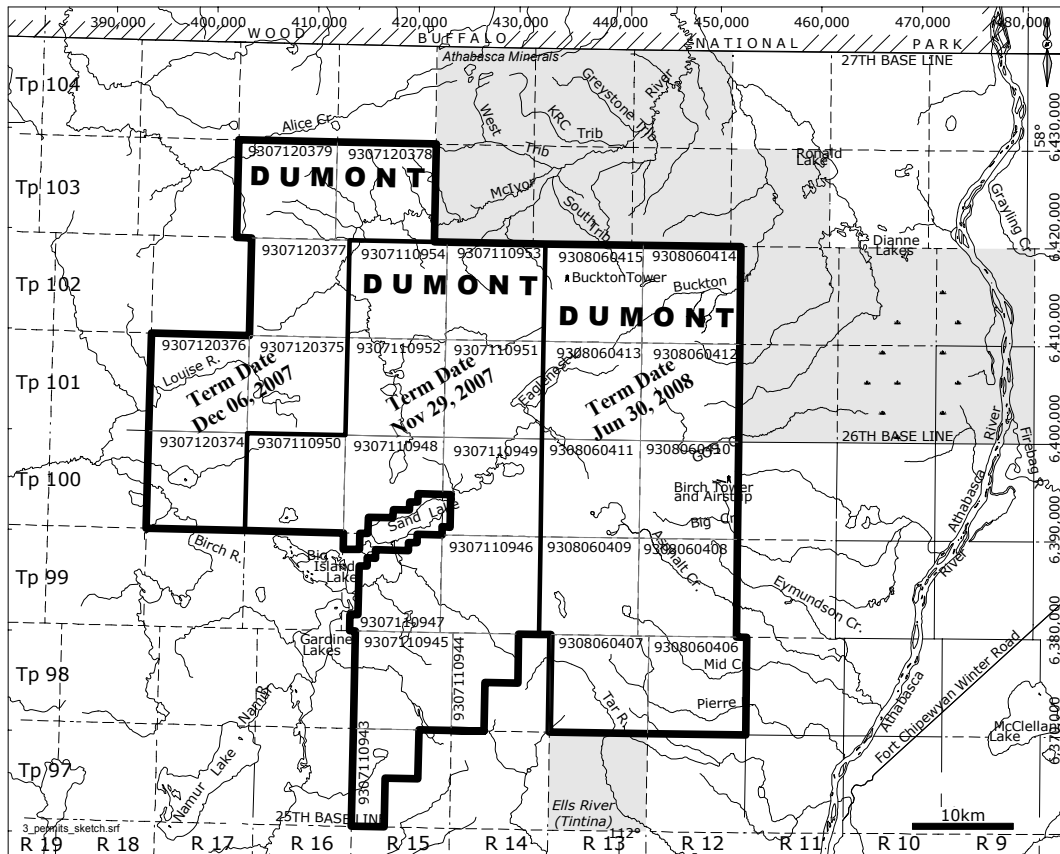 390,000 400,000 410,000 420,000 430,000 440,000 450,000 460,000 470,000 480,000
WOOD BUFFALO NATIONAL PARK
Athabasca Minerals
27TH BASE LINE
Tp 104
Greystone Trib
River
West
KRC
Trib
Alice Cr
Trib
6,430,000
58°
9307120379 9307120378
DUMONT
Ronald
Lake
Tp 103
McIvor
South Trib
Grayling Cr.
6,420,000
Dianne
Lakes
9307120377 9307110954 9307110953 9308060415 9308060414
DUMONT
BucktonTower
Buckton
Tp 102
DUMONT
6,410,000
9307120376 9307120375 9307110952 9307110951 9308060413 9308060412
Louise R.
Tp 101
Term Date
Dec 06, 2007
Term Date
Nov 29, 2007
Term Date
Jun 30, 2008
River
26TH BASE LINE
6,400,000
9307120374 9307110950 9307110948 9307110949 9308060411
Firebag R.
Tp 100
Birch Tower
and Airstrip
Sand Lake
Big Cr.
Athabasca
River
6,390,000
Birch R.
Big
Island
Lake
9307110946 9308060409 9308060408
Asphalt Cr.
Tp 99
Eymundson Cr.
9307110947
6,380,000
Gardine
Lakes
9307110945 9307110944 9308060407 9308060406
Mid Cr
Tp 98
Namur R.
Tar R.
Pierre
Athabasca
Fort Chipewyan Winter Road
McClellan
Lake
6,370,000
Tp 97
Namur Lake
9307110943
Ells River
(Tintina)
25TH BASE LINE
112°
10km
3_permits_sketch.srf
R 19 R 18 R 17 R 16 R 15 R 14 R 13 R 12 R 11 R 10 R 9